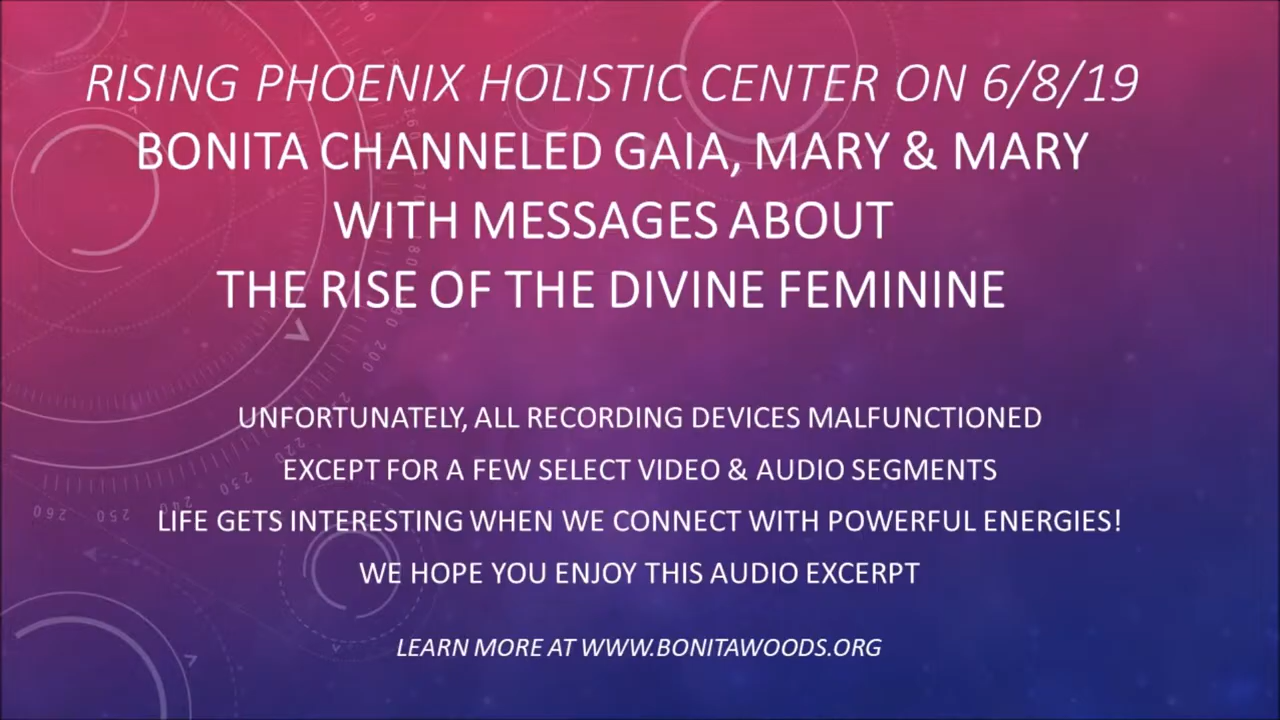 RISING PHOENIX HOLISTIC CENTER ON 6/8/19
BONITA CHANNELED GAIA, MARY & MARY
WITH MESSAGES ABOUT
THE RISE OF THE DIVINE FEMININE
UNFORTUNATELY, ALL RECORDING DEVICES MALFUNCTIONED
EXCEPT FOR A FEW SELECT VIDEO & AUDIO SEGMENTS
LIFE GETS INTERESTING WHEN WE CONNECT WITH POWERFUL ENERGIES!
WE HOPE YOU ENJOY THIS AUDIO EXCERPT
LEARN MORE AT WWW.BONITAWOODS.ORG